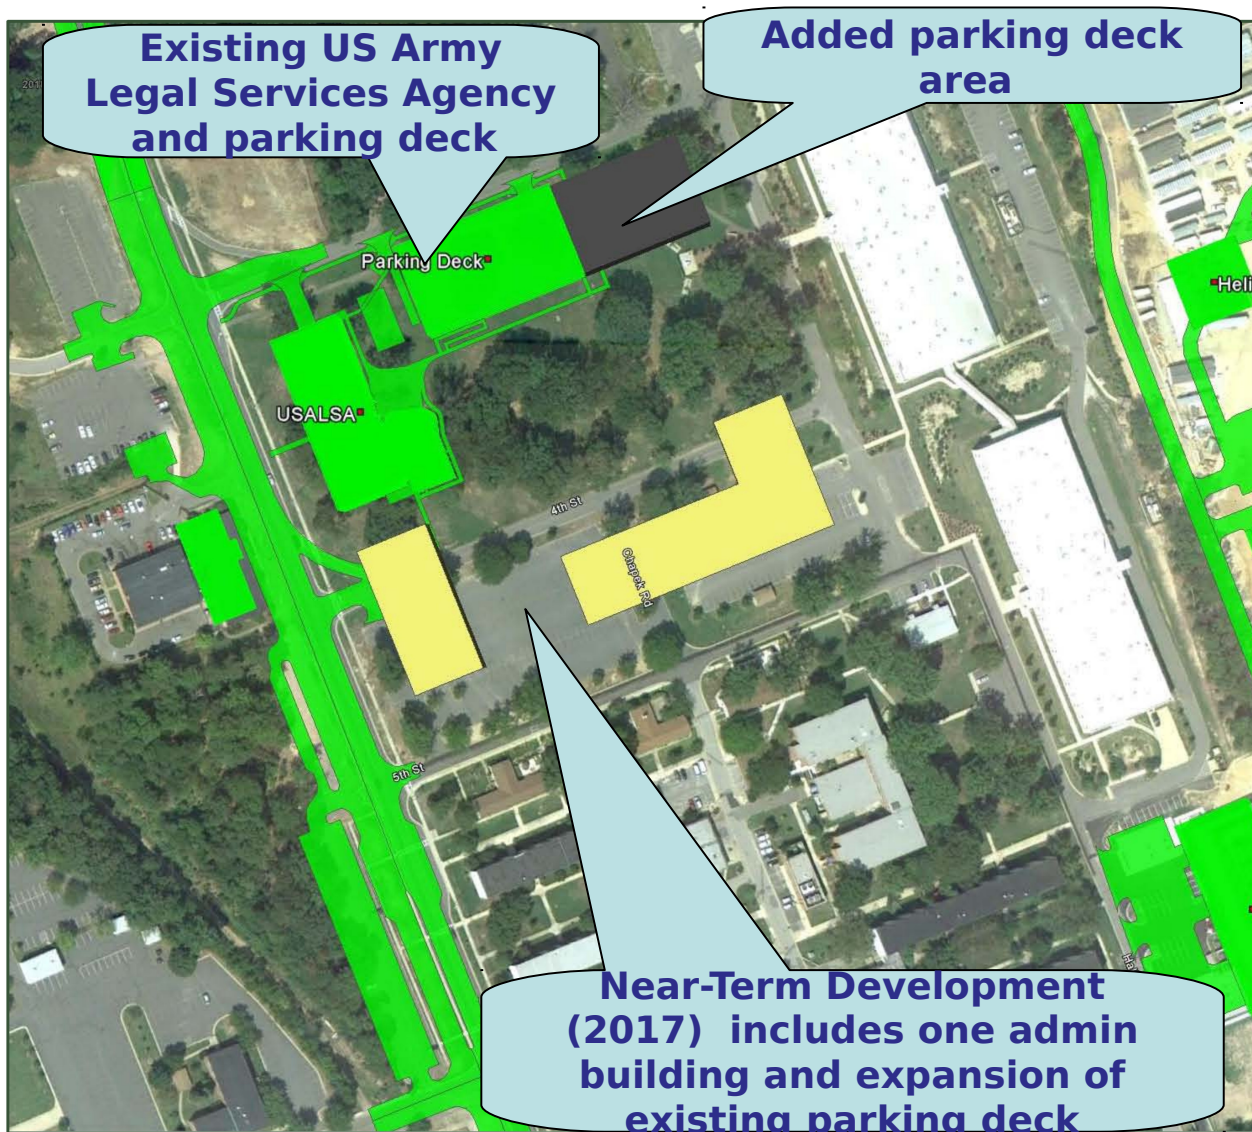 Existing US Army
Legal Services Agency
and parking deck
Added parking deck
area
Parking Deck
USALSA
4th St
Chapek Rd
5th St
Near-Term Development
(2017)  includes one admin
building and expansion of
existing parking deck